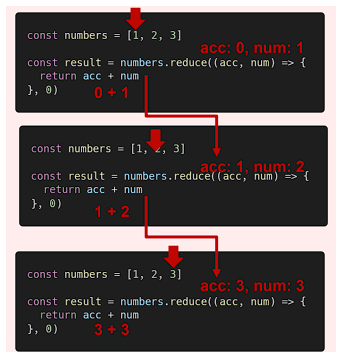 const numbers = [1, 2, 3]
acc: 0, num: 1
const result = numbers.reduce((acc, num) => {
return acc + num
}, 0)
0 + 1
const numbers = [1, 2, 3]
acc: 1, num: 2
const result = numbers.reduce((acc, num) => {
return acc + num
}, 0)
1 + 2
const numbers = [1, 2, 3]
acc: 3, num: 3
const result = numbers.reduce((acc, num) => {
return acc + num
}, 0)
3 + 3